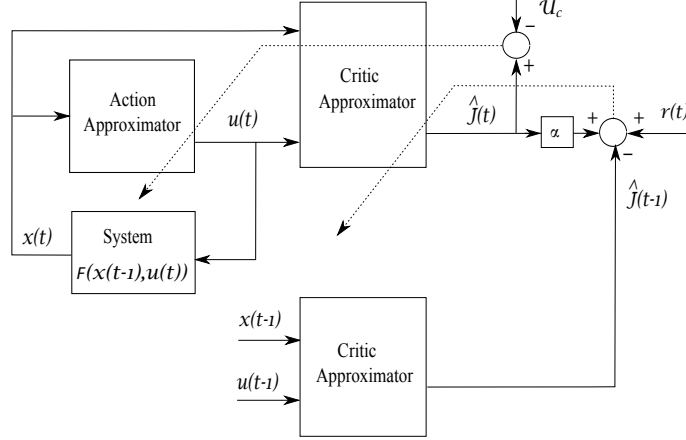 U_c
−
+
Action
Approximator
u(t)
Critic
Approximator
Ĵ(t)
α
+
+
−
r(t)
Ĵ(t-1)
x(t)
System
F(x(t-1),u(t))
x(t-1)
u(t-1)
Critic
Approximator